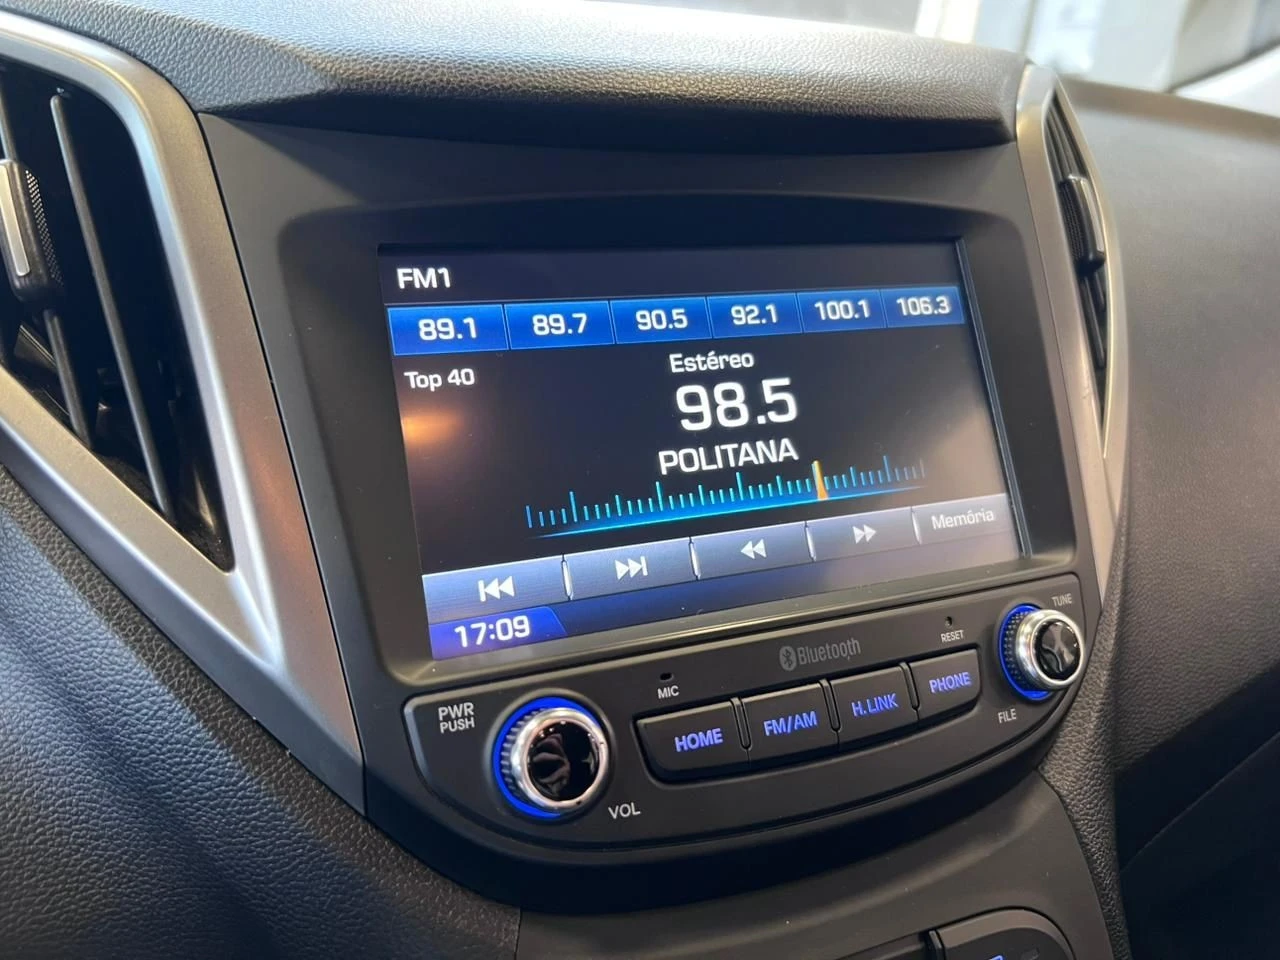 FM1
89.1 89.7 90.5 92.1 100.1 106.3
Estéreo
Top 40
98.5
POLITANA
Memória
17:09
Bluetooth
RESET
TUNE
MIC
PWR
PUSH
HOME
FM/AM
H.LINK
PHONE
FILE
VOL